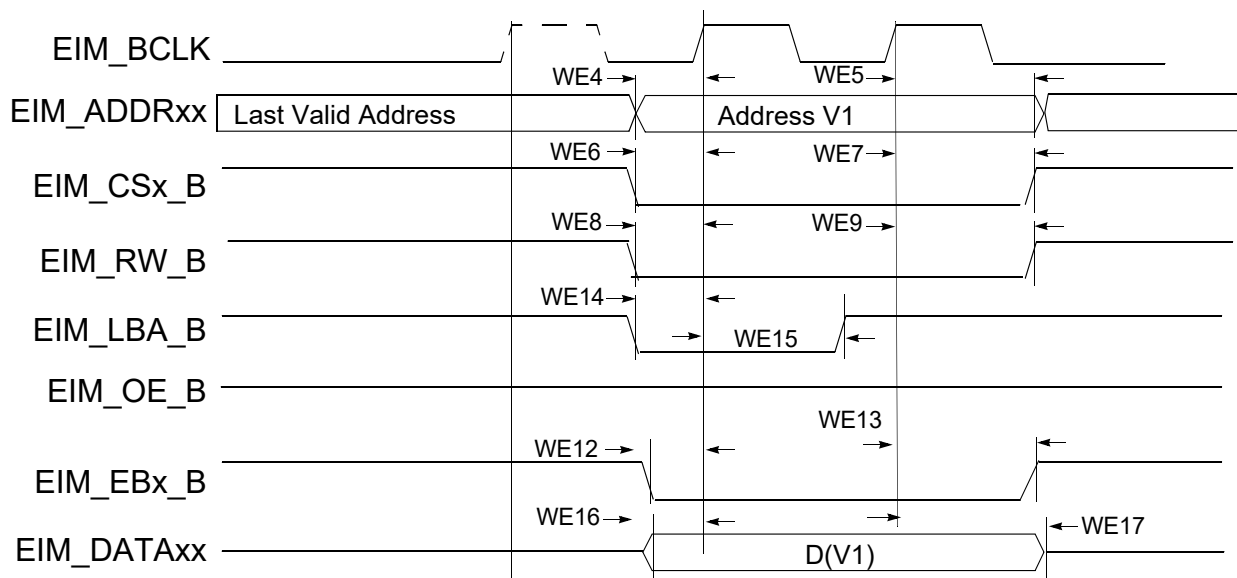 EIM_BCLK
WE4
WE5
EIM_ADDRxx
Last Valid Address
Address V1
WE6
WE7
EIM_CSx_B
WE8
WE9
EIM_RW_B
WE14
EIM_LBA_B
WE15
EIM_OE_B
WE13
WE12
EIM_EBx_B
WE16
WE17
EIM_DATAxx
D(V1)